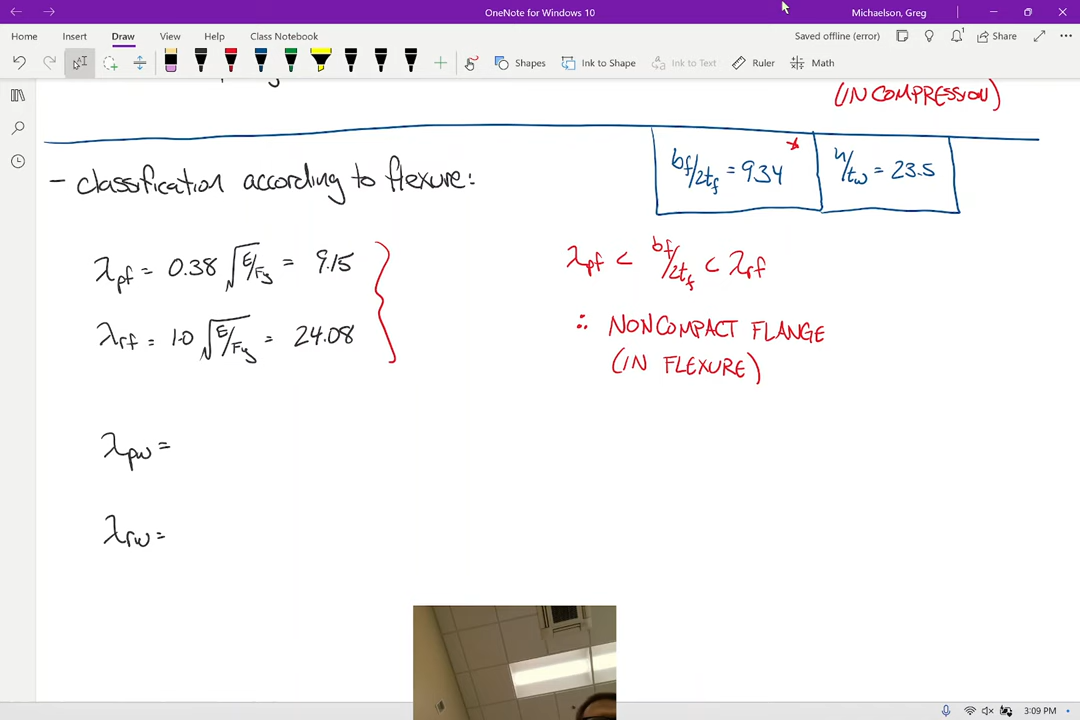 OneNote for Windows 10
Michaelson, Greg
Home Insert Draw View Help Class Notebook
Saved offline (error)
Share
Shapes
Ink to Shape
Ink to Text
Ruler
Math
(IN COMPRESSION)
- classification according to flexure:
bf/2tf = 9.34 *
h/tw = 23.5
λpf = 0.38 √E/Fy = 9.15
λrf = 1.0 √E/Fy = 24.08
λpf < bf/2tf < λrf
∴ NONCOMPACT FLANGE
(IN FLEXURE)
λpw =
λrw =
3:09 PM